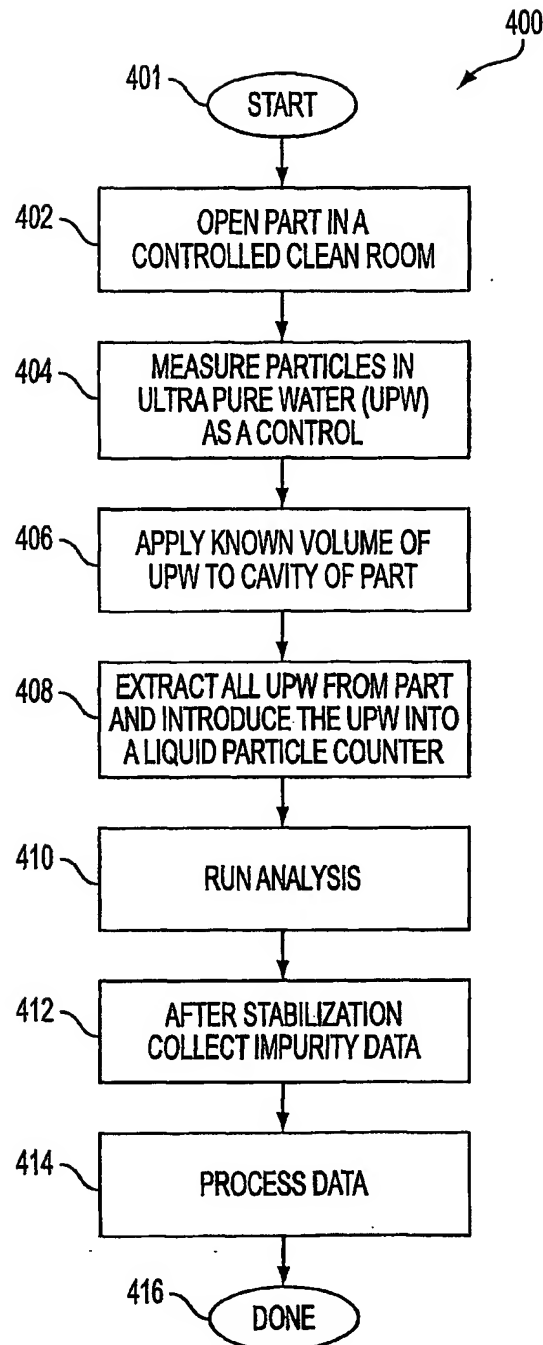 400
401
START
402
OPEN PART IN A
CONTROLLED CLEAN ROOM
404
MEASURE PARTICLES IN
ULTRA PURE WATER (UPW)
AS A CONTROL
406
APPLY KNOWN VOLUME OF
UPW TO CAVITY OF PART
408
EXTRACT ALL UPW FROM PART
AND INTRODUCE THE UPW INTO
A LIQUID PARTICLE COUNTER
410
RUN ANALYSIS
412
AFTER STABILIZATION
COLLECT IMPURITY DATA
414
PROCESS DATA
416
DONE